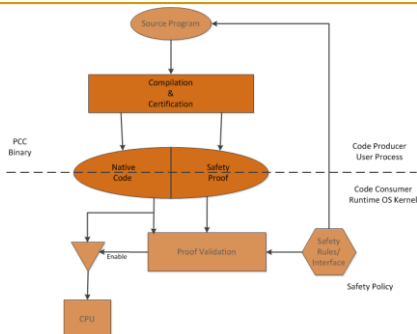 Source Program
Compilation
&
Certification
PCC
Binary
Code Producer
User Process
Native
Code
Safety
Proof
Code Consumer
Runtime OS Kernel
Enable
Proof Validation
Safety
Rules/
Interface
Safety Policy
CPU